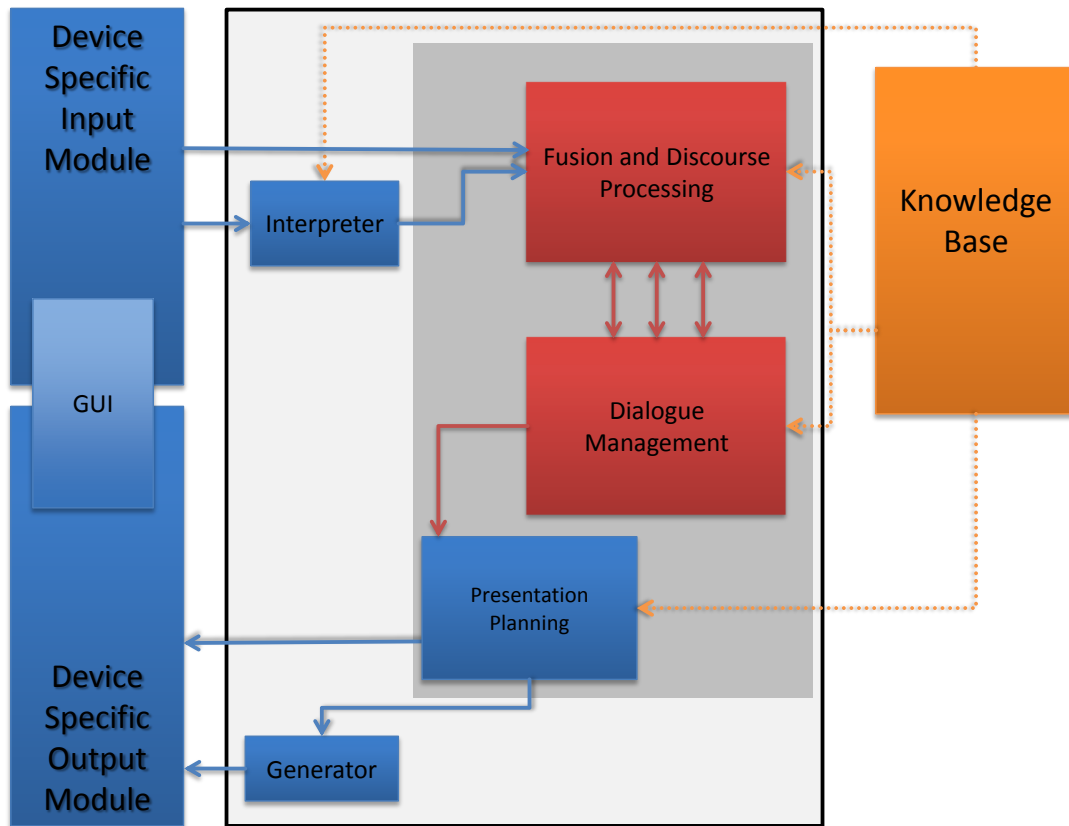 Device
Specific
Input
Module
Fusion and Discourse
Processing
Interpreter
Knowledge
Base
GUI
Dialogue
Management
Presentation
Planning
Device
Specific
Output
Module
Generator